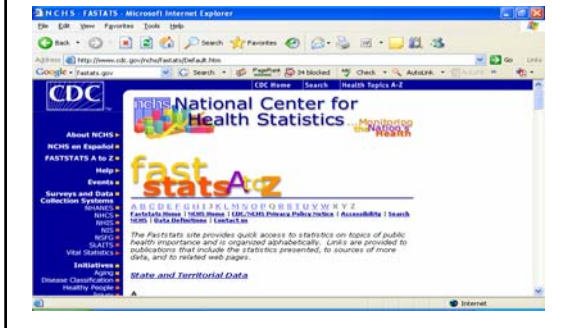 NCHS - FASTATS - Microsoft Internet Explorer
File Edit View Favorites Tools Help
Back Search Favorites
Address http://www.cdc.gov/nchs/fastats/Default.htm Go Links
Google fastats.gov Search PageRank 34 blocked Check AutoLink
CDC Home Search Health Topics A-Z
CDC
nchs National Center for
Health Statistics ...Monitoring
the Nation's
Health
About NCHS
NCHS en Español
FASTSTATS A to Z
Help
Events
Surveys and Data
Collection Systems
NHANES
NHCS
NHIS
NIS
NSFG
SLAITS
Vital Statistics
Initiatives
Aging
Disease Classification
Healthy People
Injury
fast
stats A to Z
A B C D E F G H I J K L M N O P Q R S T U V W X Y Z
Faststats Home | NCHS Home | CDC/NCHS Privacy Policy Notice | Accessibility | Search
NCHS | Data Definitions | Contact us
The Faststats site provides quick access to statistics on topics of public
health importance and is organized alphabetically. Links are provided to
publications that include the statistics presented, to sources of more
data, and to related web pages.
State and Territorial Data
A
Internet